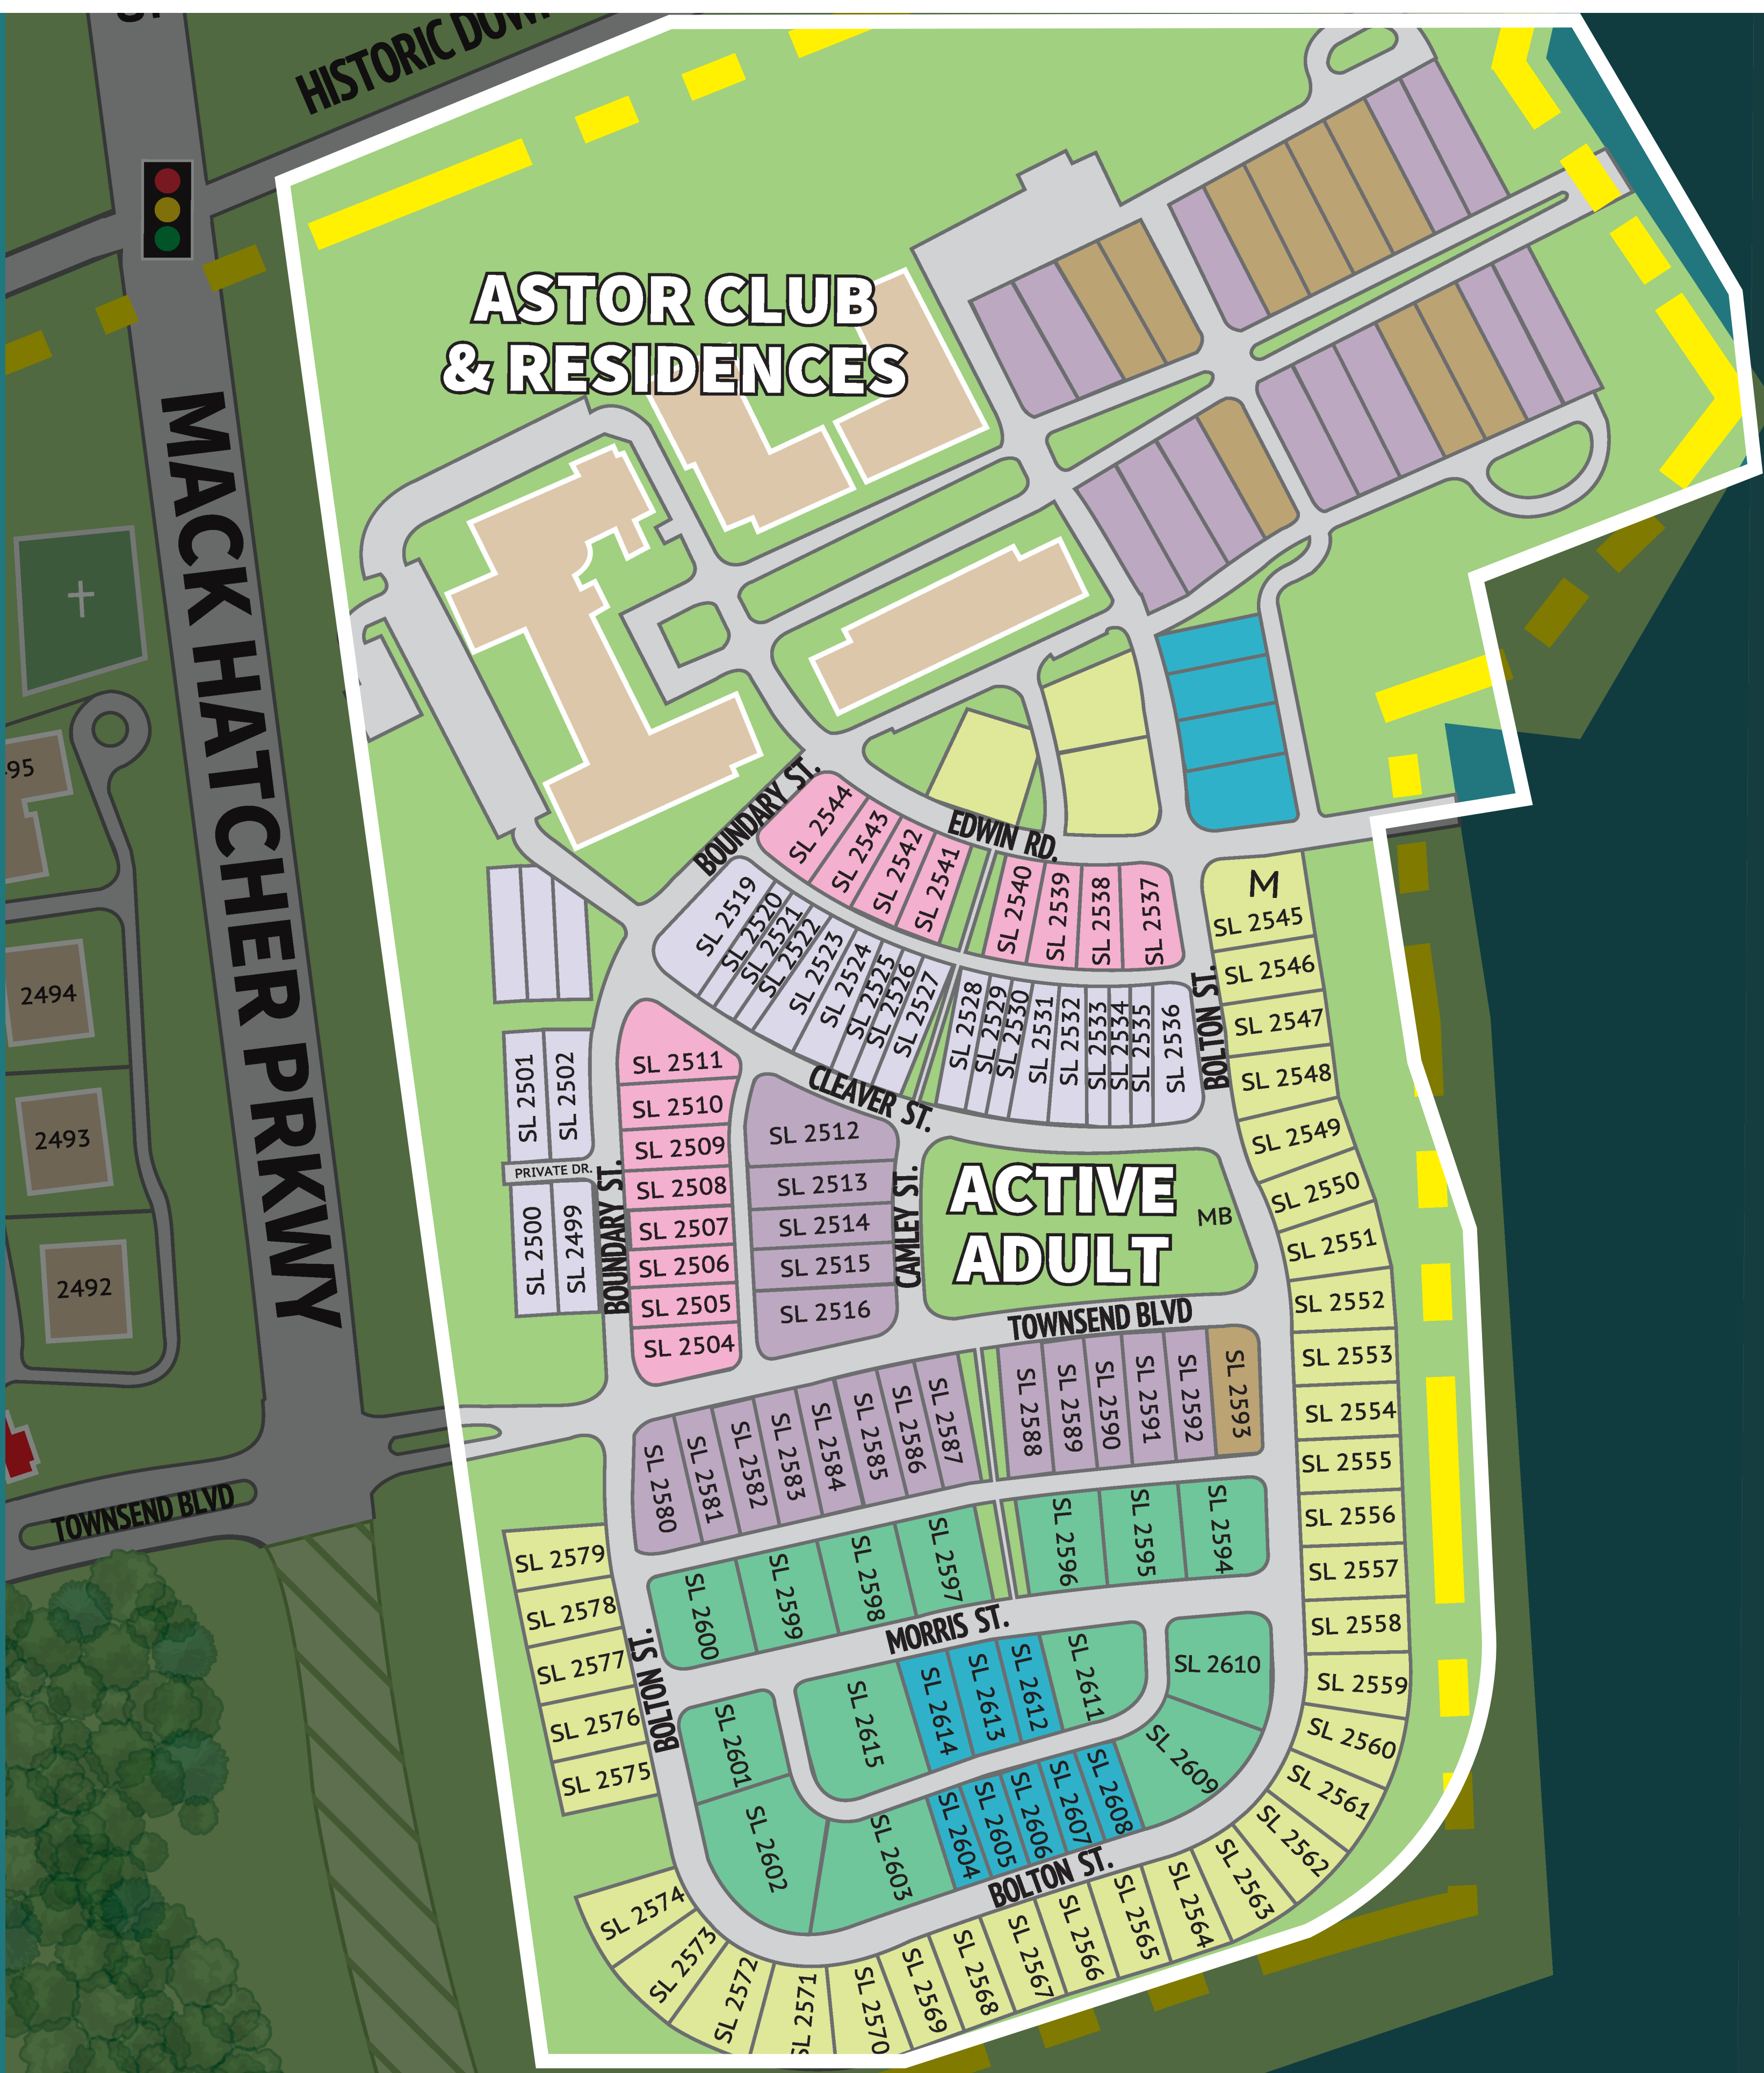 HISTORIC DOW
MACK HATCHER PRKWY
ASTOR CLUB
& RESIDENCES
BOUNDARY ST.
EDWIN RD.
SL 2544
SL 2543
SL 2542
SL 2541
SL 2540
SL 2539
SL 2538
SL 2537
SL 2519
SL 2520
SL 2521
SL 2522
SL 2523
SL 2524
SL 2525
SL 2526
SL 2527
SL 2528
SL 2529
SL 2530
SL 2531
SL 2532
SL 2533
SL 2534
SL 2535
SL 2536
M
SL 2545
SL 2546
SL 2547
SL 2548
SL 2549
SL 2550
SL 2551
SL 2552
SL 2553
SL 2554
SL 2555
SL 2556
SL 2557
SL 2558
SL 2559
SL 2560
SL 2561
SL 2562
SL 2563
SL 2564
SL 2565
SL 2566
SL 2567
SL 2568
SL 2569
SL 2570
SL 2571
SL 2572
SL 2573
SL 2574
BOLTON ST.
CLEAVER ST.
95
2494
2493
2492
SL 2501
SL 2502
PRIVATE DR.
SL 2500
SL 2499
BOUNDARY ST.
SL 2511
SL 2510
SL 2509
SL 2508
SL 2507
SL 2506
SL 2505
SL 2504
SL 2512
SL 2513
SL 2514
SL 2515
SL 2516
CAMLEY ST.
ACTIVE
ADULT
MB
TOWNSEND BLVD
SL 2580
SL 2581
SL 2582
SL 2583
SL 2584
SL 2585
SL 2586
SL 2587
SL 2588
SL 2589
SL 2590
SL 2591
SL 2592
SL 2593
TOWNSEND BLVD
SL 2600
SL 2599
SL 2598
SL 2597
SL 2596
SL 2595
SL 2594
SL 2579
SL 2578
SL 2577
SL 2576
SL 2575
BOLTON ST.
MORRIS ST.
SL 2601
SL 2615
SL 2614
SL 2613
SL 2612
SL 2611
SL 2610
SL 2602
SL 2603
SL 2604
SL 2605
SL 2606
SL 2607
SL 2608
SL 2609
BOLTON ST.